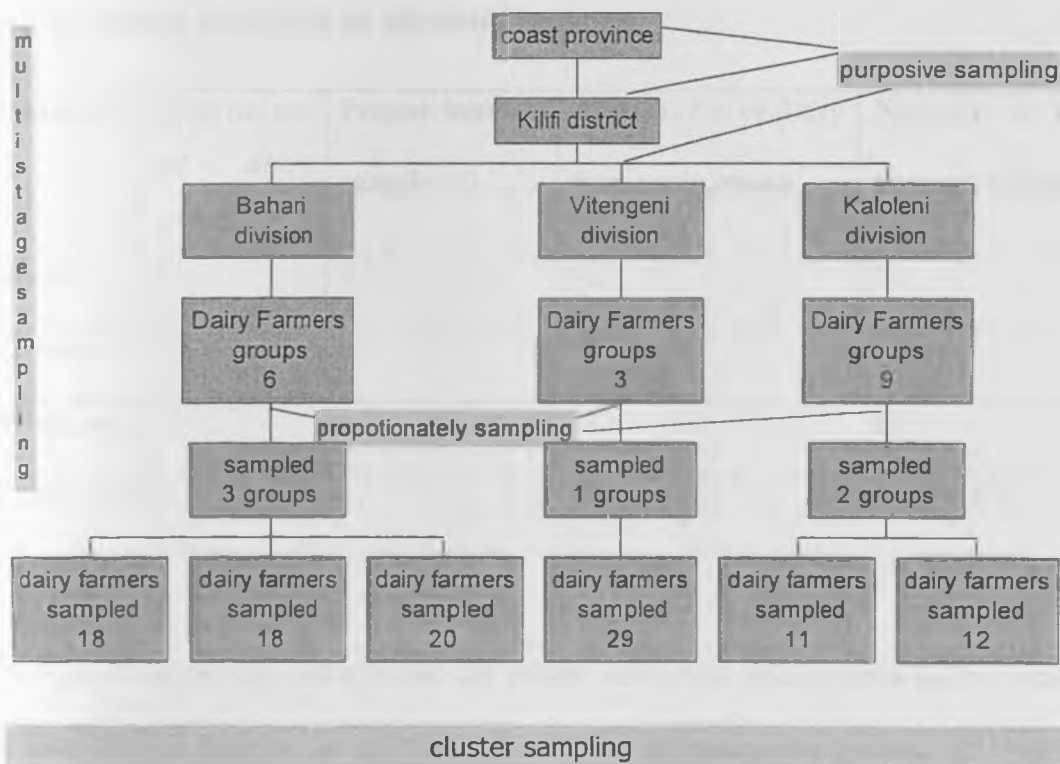 multistagesampling
coast province
purposive sampling
Kilifi district
Bahari
division
Vitengeni
division
Kaloleni
division
Dairy Farmers
groups
6
Dairy Farmers
groups
3
Dairy Farmers
groups
9
propotionately sampling
sampled
3 groups
sampled
1 groups
sampled
2 groups
dairy farmers
sampled
18
dairy farmers
sampled
18
dairy farmers
sampled
20
dairy farmers
sampled
29
dairy farmers
sampled
11
dairy farmers
sampled
12
cluster sampling